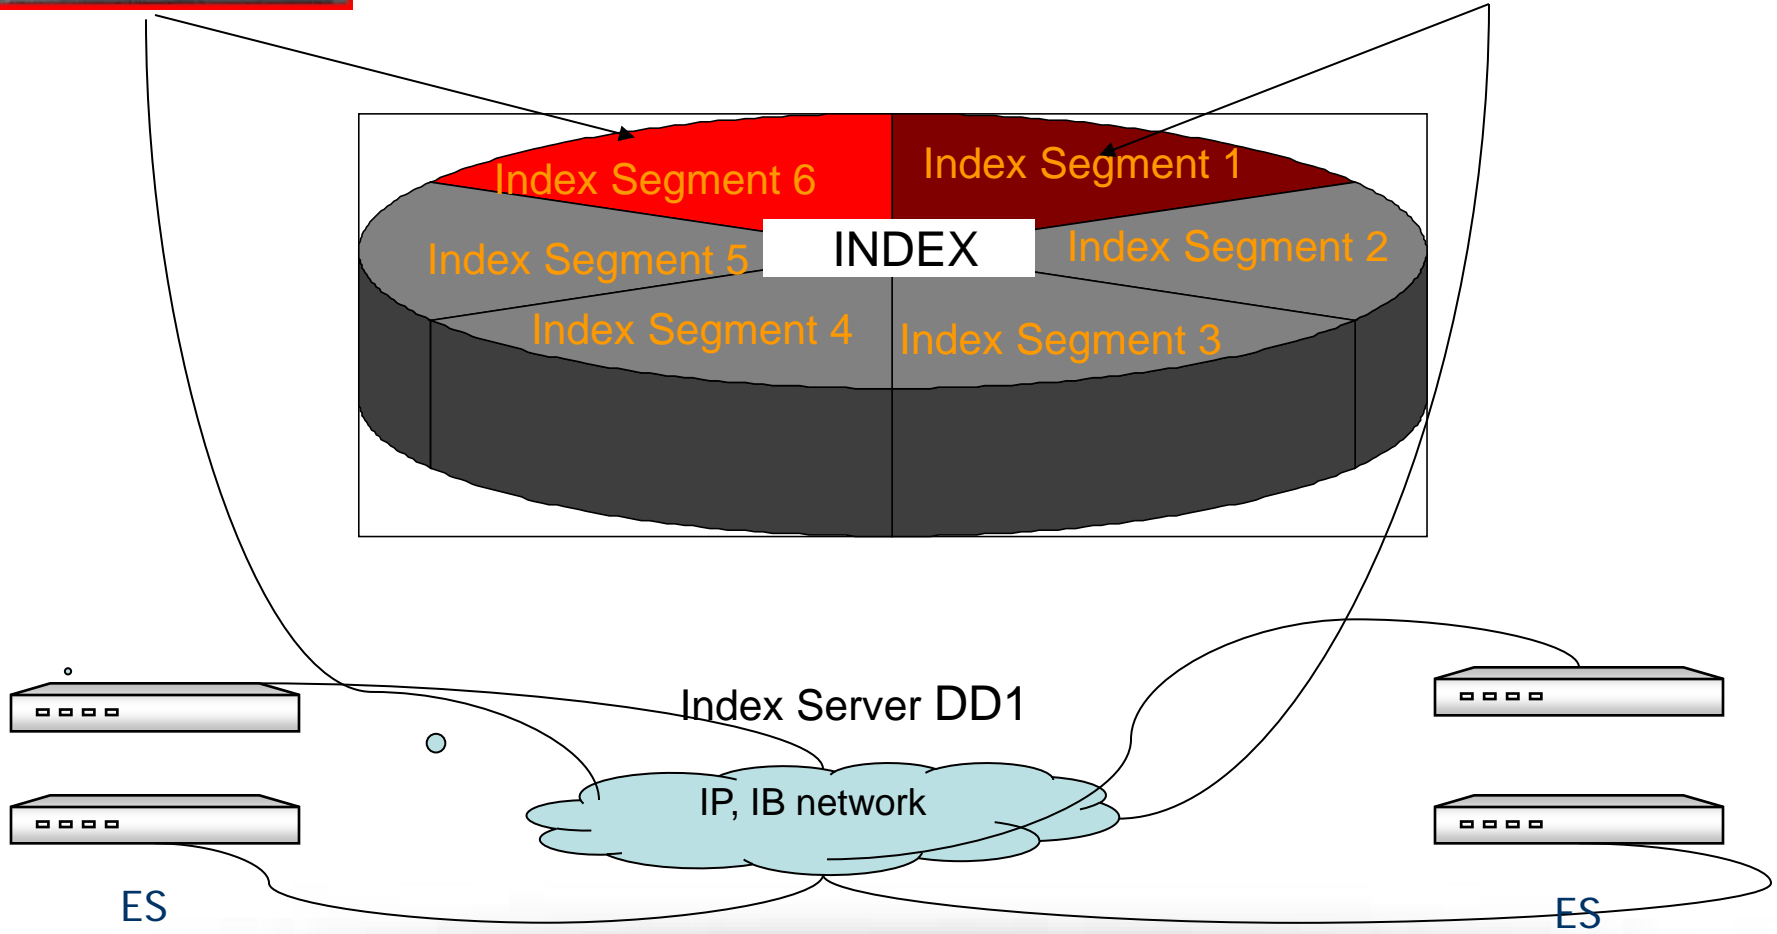 Index Segment 6
Index Segment 1
Index Segment 5
INDEX
Index Segment 2
Index Segment 4
Index Segment 3
Index Server DD1
IP, IB network
ES
ES